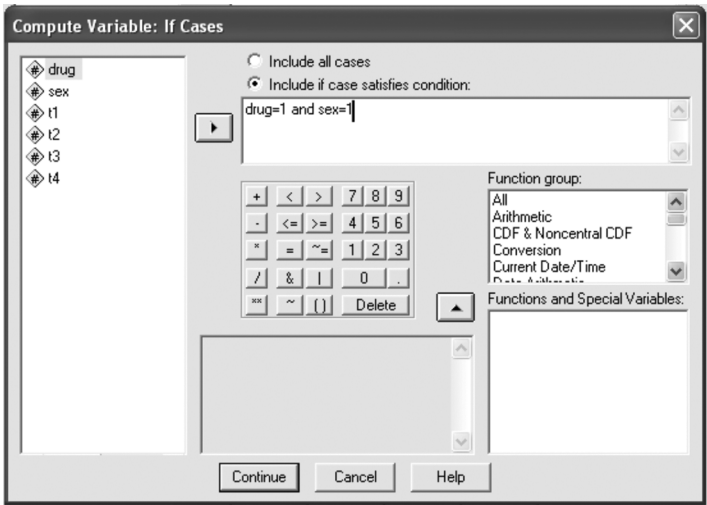 Compute Variable: If Cases
drug
sex
t1
t2
t3
t4
Include all cases
Include if case satisfies condition:
drug=1 and sex=1
+ < > 7 8 9
- <= >= 4 5 6
* = ~= 1 2 3
/ & | 0 .
** ~ () Delete
Function group:
All
Arithmetic
CDF & Noncentral CDF
Conversion
Current Date/Time
Date Arithmetic
Functions and Special Variables:
Continue Cancel Help